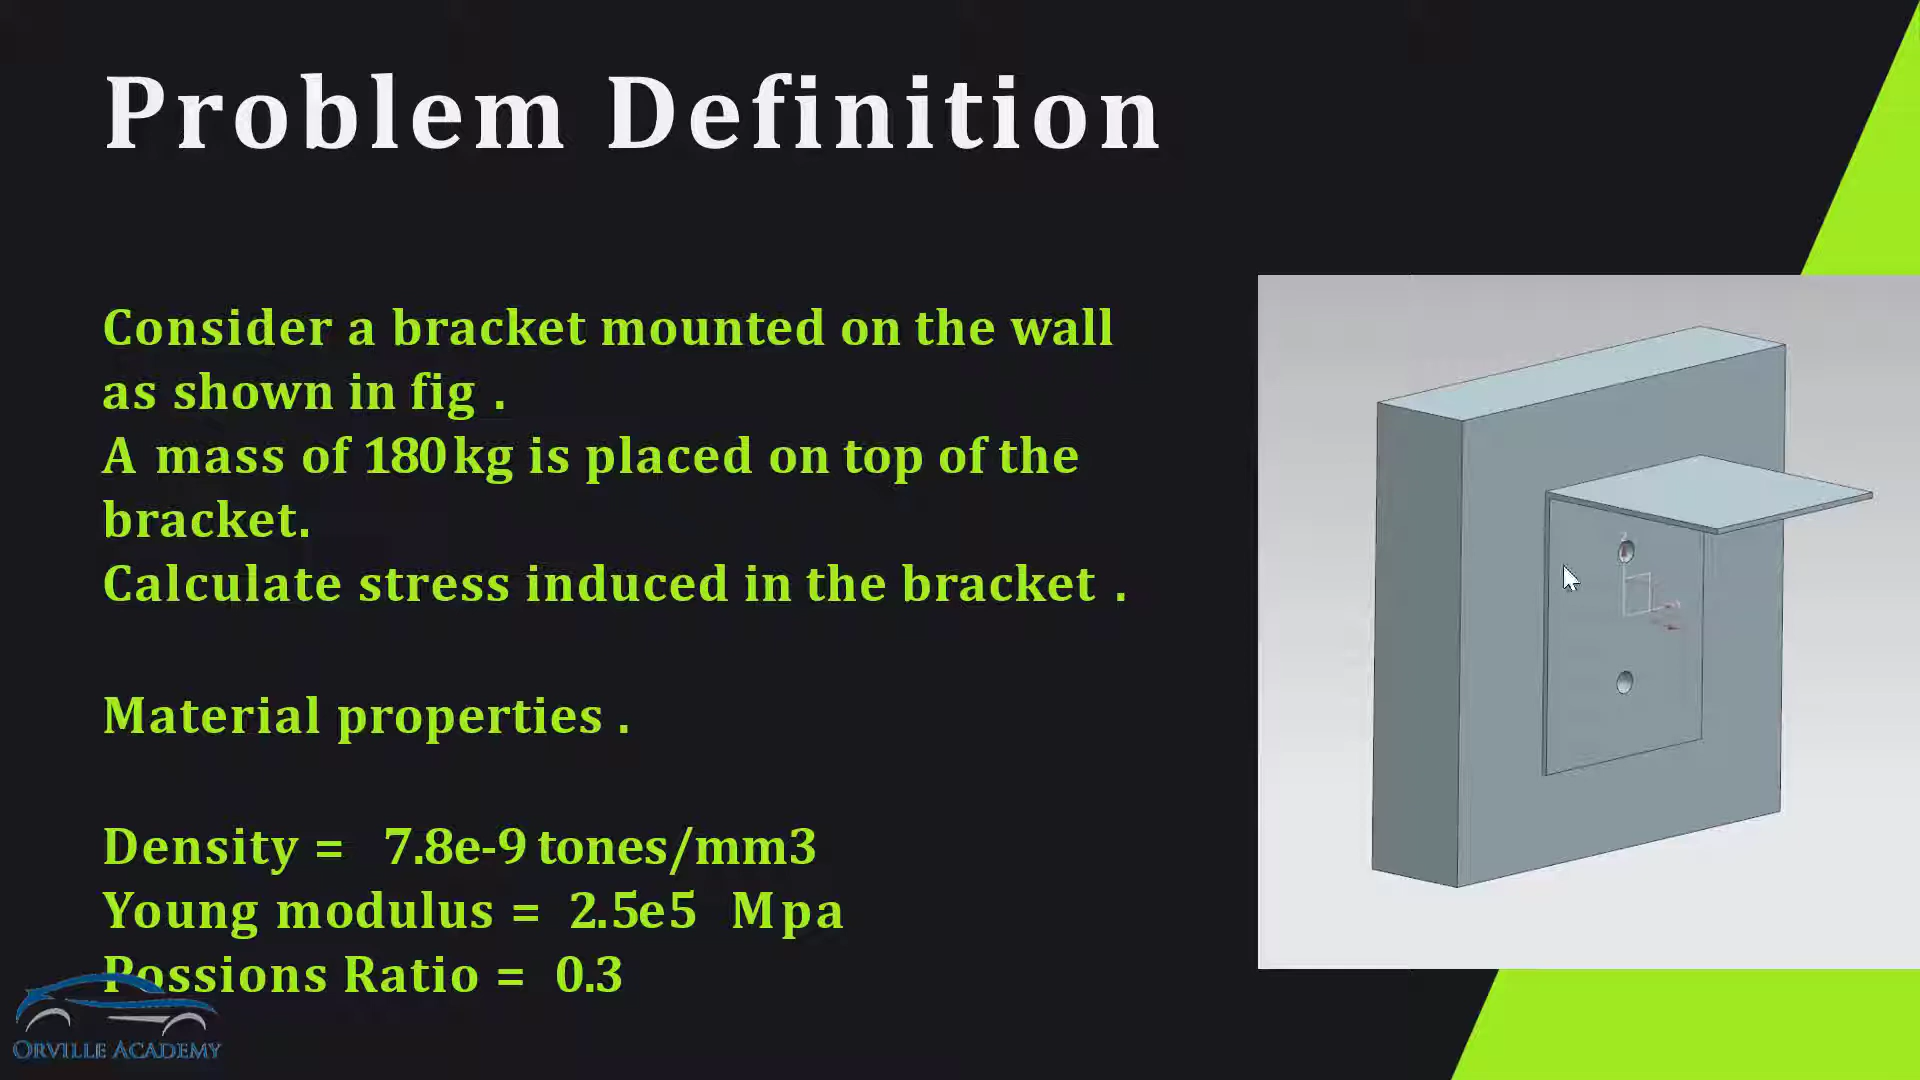 Problem Definition
Consider a bracket mounted on the wall
as shown in fig .
A mass of 180kg is placed on top of the
bracket.
Calculate stress induced in the bracket .
Material properties .
Density = 7.8e-9 tones/mm3
Young modulus = 2.5e5 Mpa
Possions Ratio = 0.3
ORVILLE ACADEMY